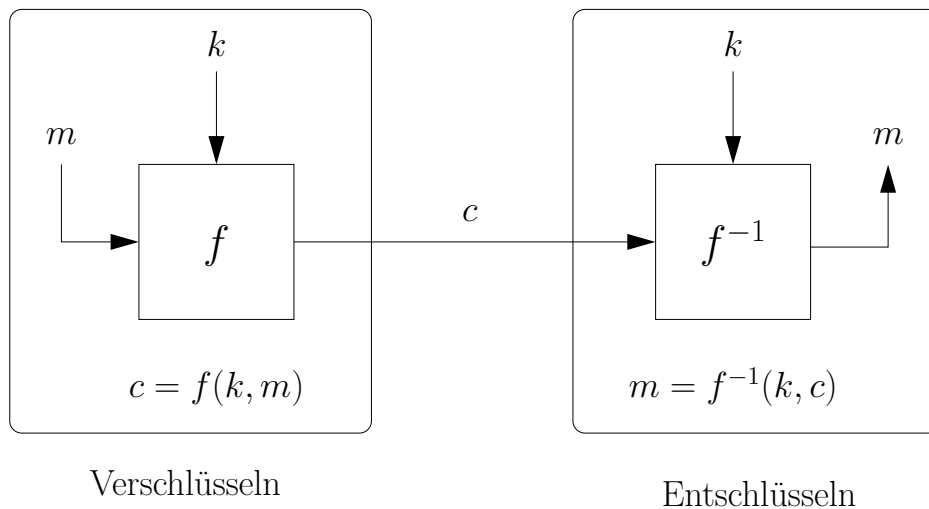 k
m
f
c = f(k, m)
Verschlüsseln
c
k
m
f⁻¹
m = f⁻¹(k, c)
Entschlüsseln